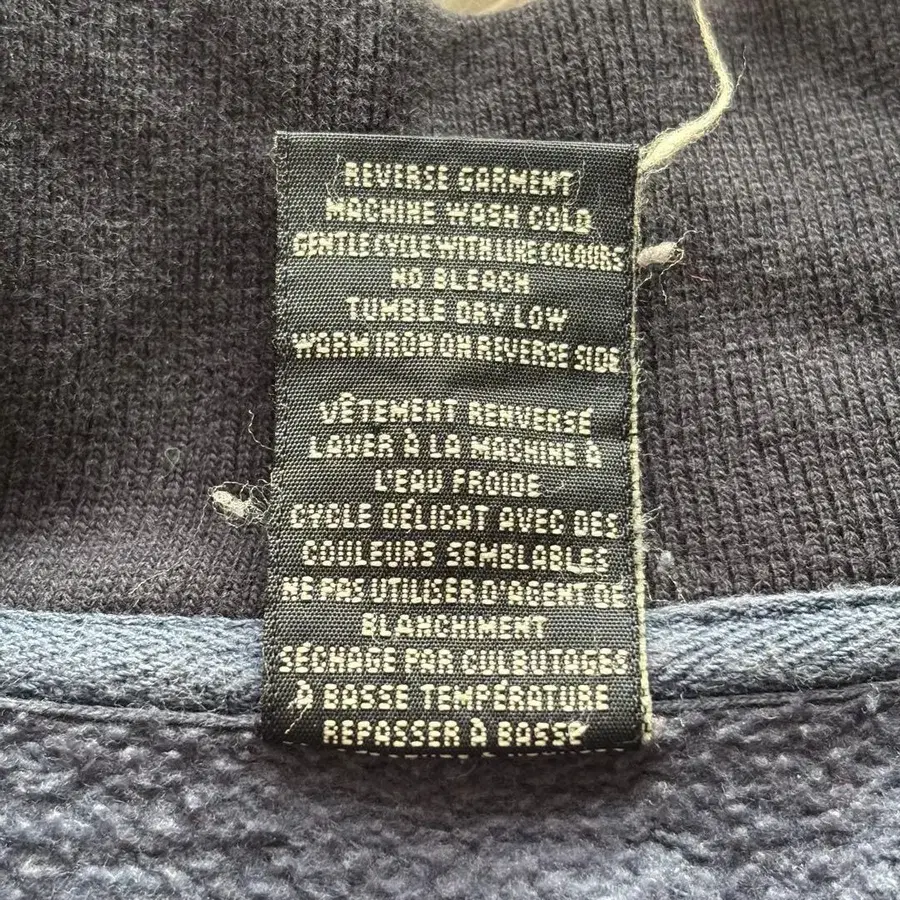 REVERSE GARMENT
MACHINE WASH COLD
GENTLE CYCLE WITH LIKE COLOURS
NO BLEACH
TUMBLE DRY LOW
WARM IRON ON REVERSE SIDE
VÊTEMENT RENVERSÉ
LAVER À LA MACHINE À
L'EAU FROIDE
CYCLE DÉLICAT AVEC DES
COULEURS SEMBLABLES
NE PAS UTILISER D'AGENT DE
BLANCHIMENT
SÉCHAGE PAR CULBUTAGES
À BASSE TEMPÉRATURE
REPASSER À BASSE